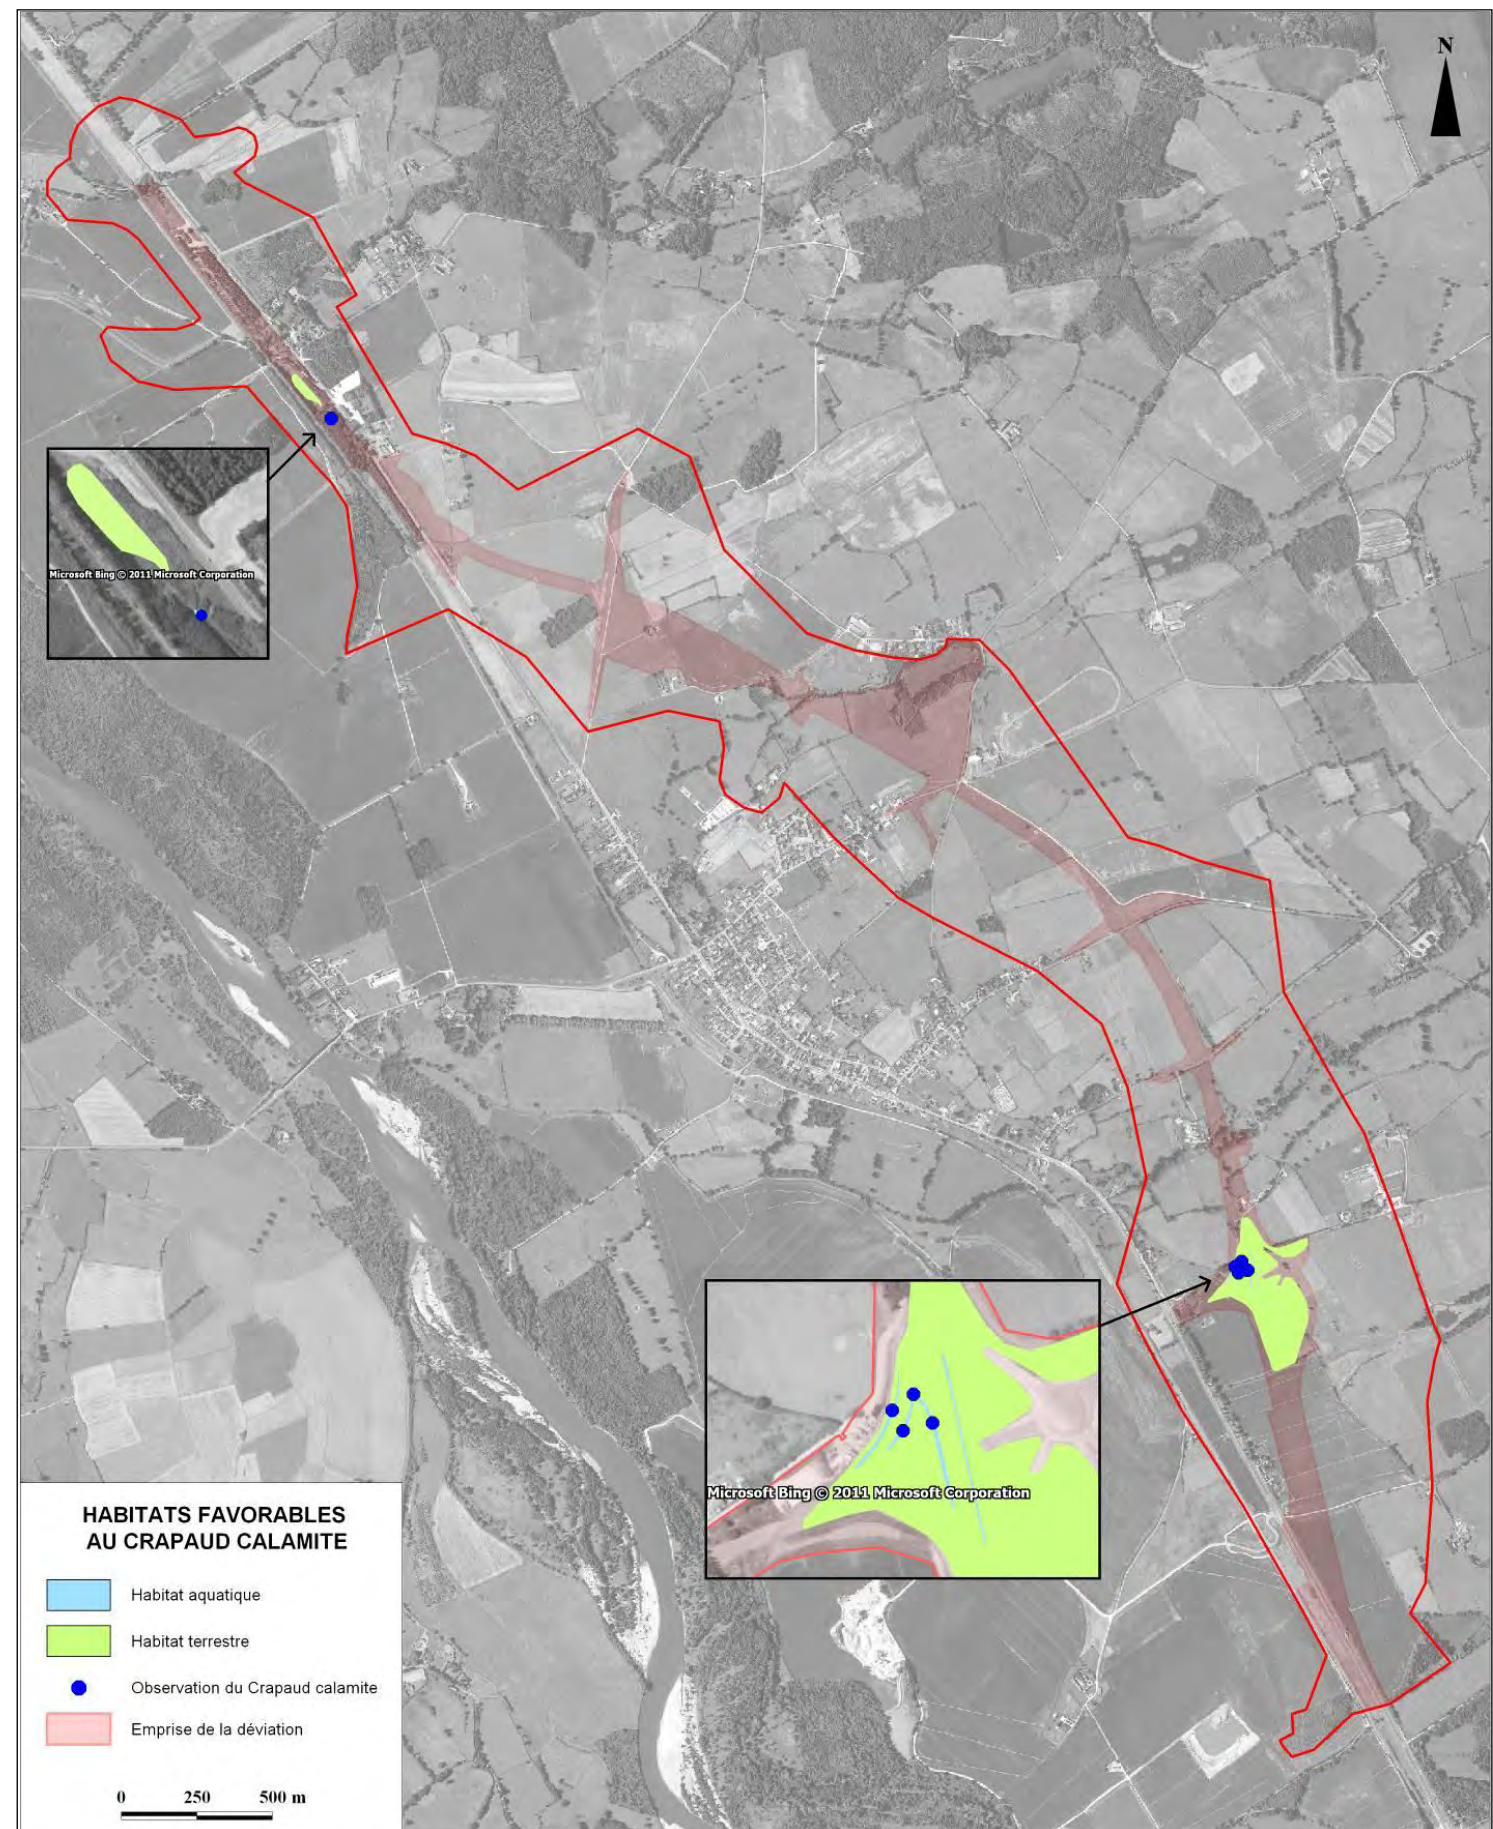 N
Microsoft Bing © 2011 Microsoft Corporation
Microsoft Bing © 2011 Microsoft Corporation
HABITATS FAVORABLES
AU CRAPAUD CALAMITE
Habitat aquatique
Habitat terrestre
Observation du Crapaud calamite
Emprise de la déviation
0 250 500 m